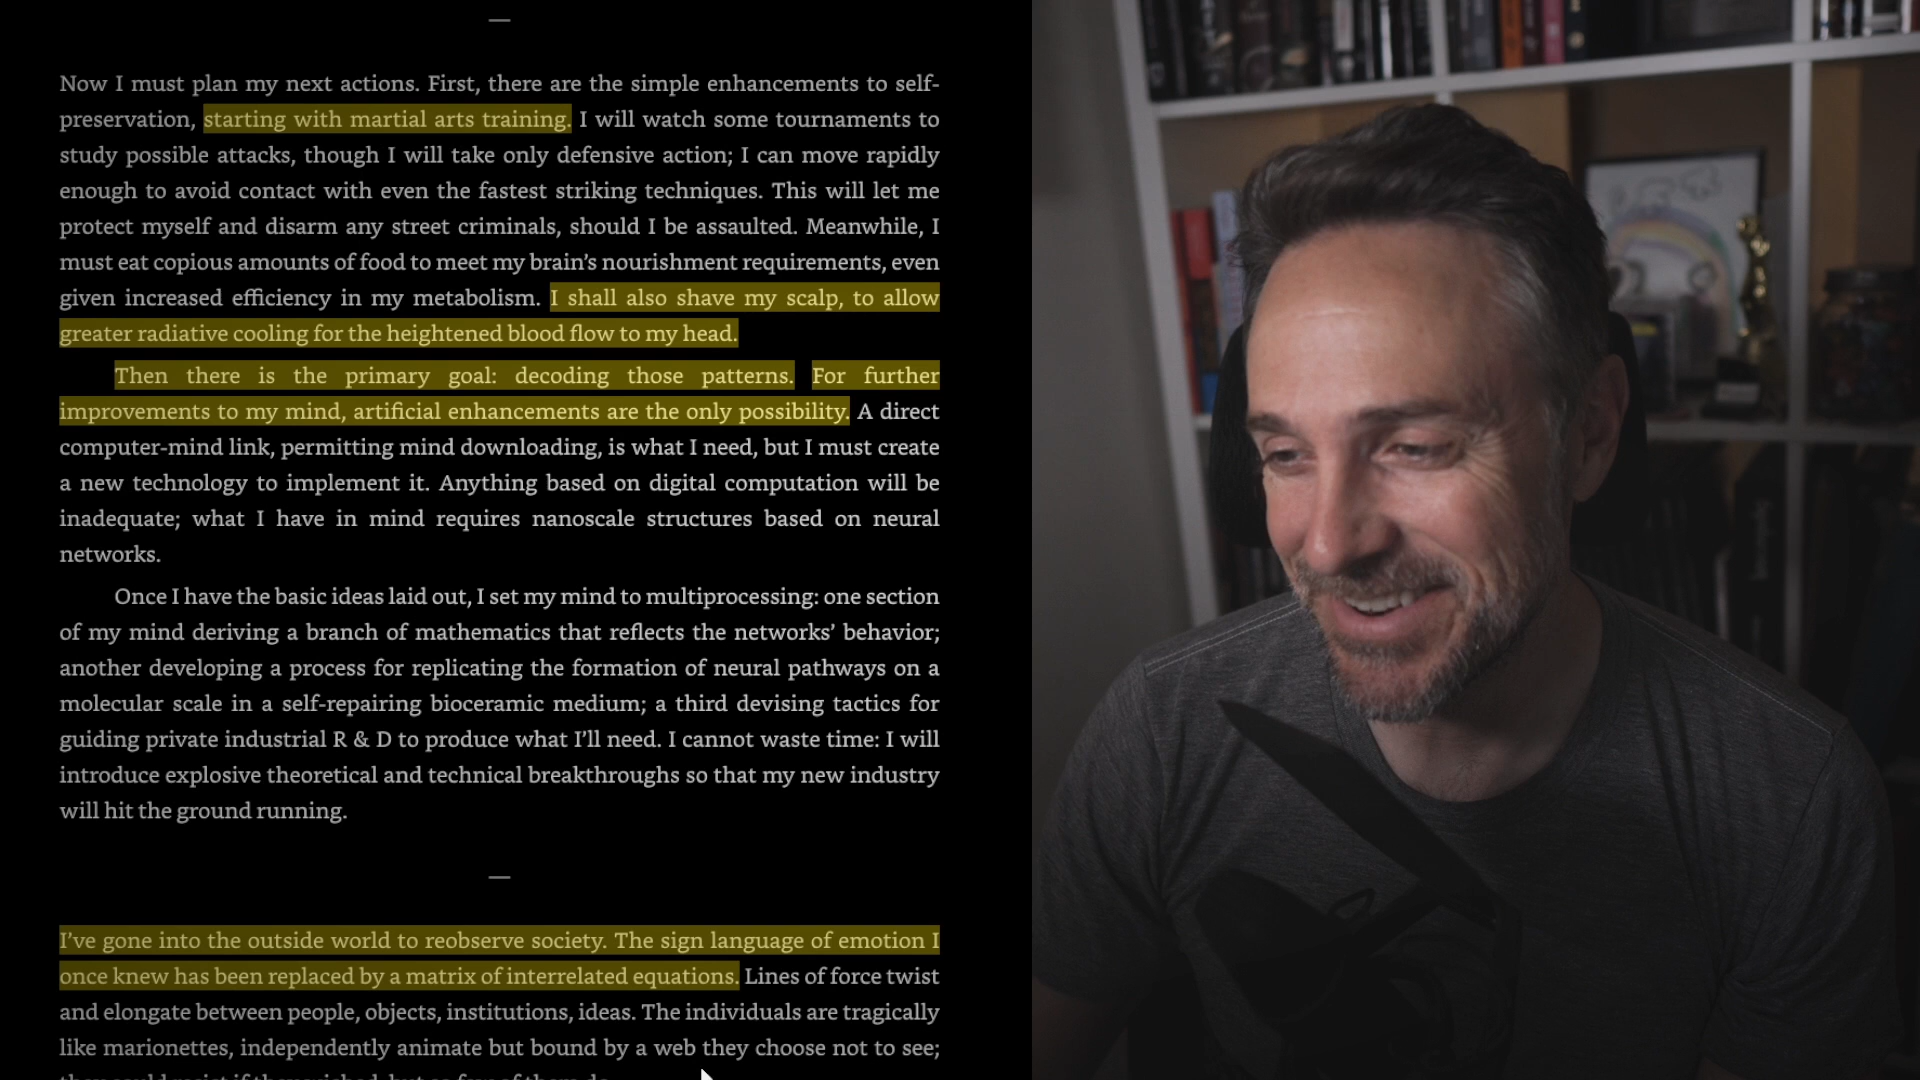 Now I must plan my next actions. First, there are the simple enhancements to self-
preservation, starting with martial arts training. I will watch some tournaments to
study possible attacks, though I will take only defensive action; I can move rapidly
enough to avoid contact with even the fastest striking techniques. This will let me
protect myself and disarm any street criminals, should I be assaulted. Meanwhile, I
must eat copious amounts of food to meet my brain’s nourishment requirements, even
given increased efficiency in my metabolism. I shall also shave my scalp, to allow
greater radiative cooling for the heightened blood flow to my head.
Then there is the primary goal: decoding those patterns. For further
improvements to my mind, artificial enhancements are the only possibility. A direct
computer-mind link, permitting mind downloading, is what I need, but I must create
a new technology to implement it. Anything based on digital computation will be
inadequate; what I have in mind requires nanoscale structures based on neural
networks.
Once I have the basic ideas laid out, I set my mind to multiprocessing: one section
of my mind deriving a branch of mathematics that reflects the networks’ behavior;
another developing a process for replicating the formation of neural pathways on a
molecular scale in a self-repairing bioceramic medium; a third devising tactics for
guiding private industrial R & D to produce what I’ll need. I cannot waste time: I will
introduce explosive theoretical and technical breakthroughs so that my new industry
will hit the ground running.
I’ve gone into the outside world to reobserve society. The sign language of emotion I
once knew has been replaced by a matrix of interrelated equations. Lines of force twist
and elongate between people, objects, institutions, ideas. The individuals are tragically
like marionettes, independently animate but bound by a web they choose not to see;